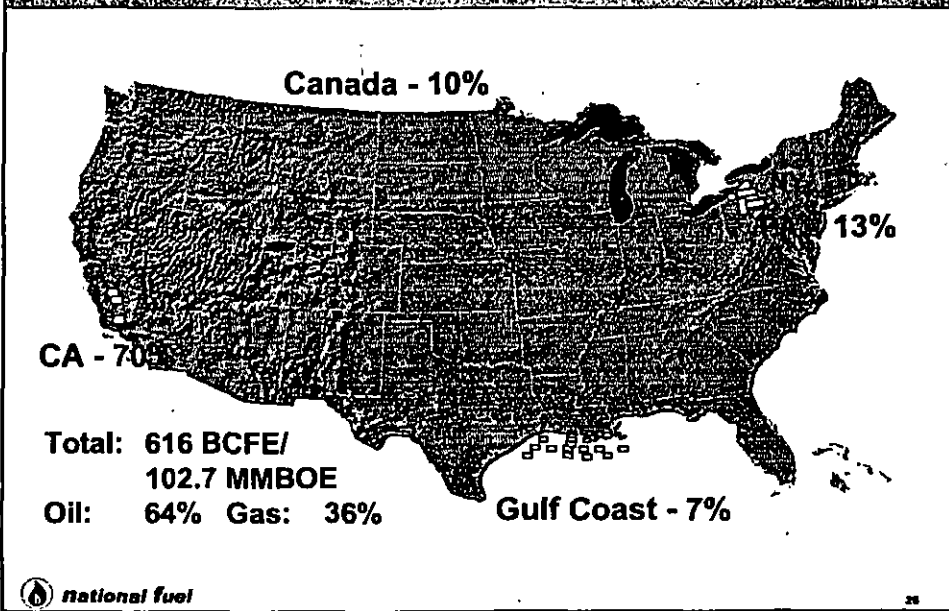 Canada - 10%
13%
CA - 70
Total: 616 BCFE/
102.7 MMBOE
Oil: 64% Gas: 36%
Gulf Coast - 7%
national fuel